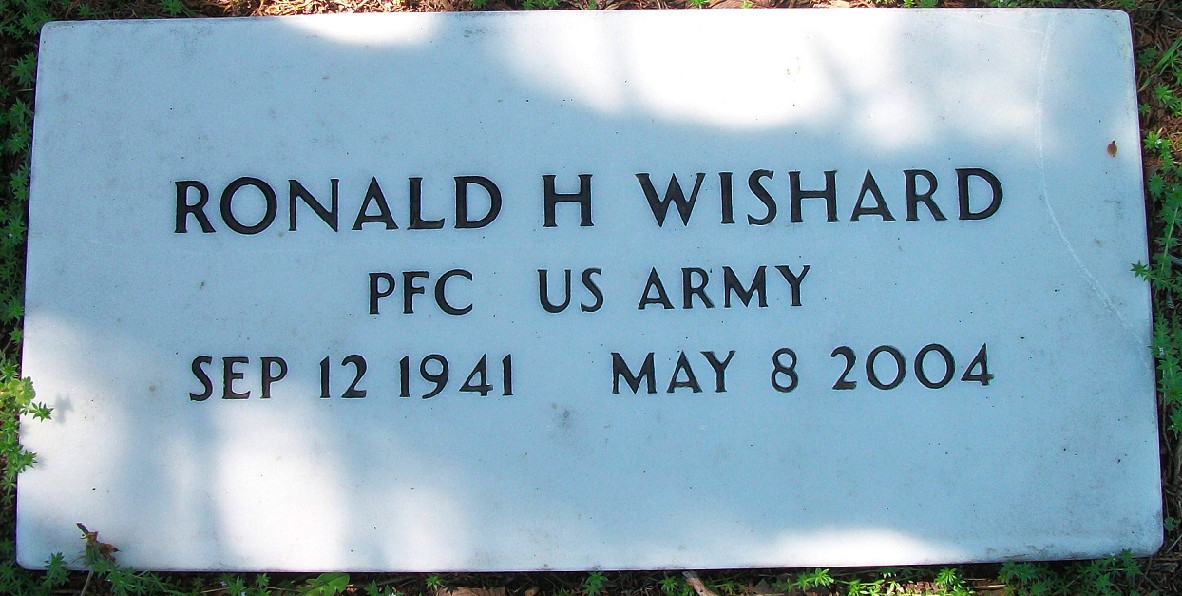 RONALD H WISHARD
PFC US ARMY
SEP 12 1941 MAY 8 2004